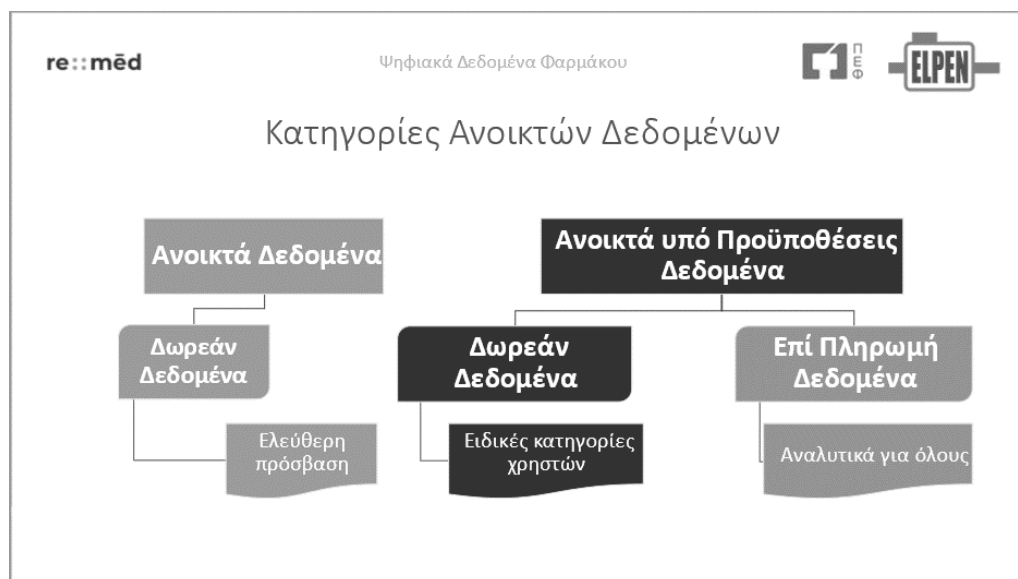 re::mēd
Ψηφιακά Δεδομένα Φαρμάκου
ΠΕΦ
ELPEN
Κατηγορίες Ανοικτών Δεδομένων
Ανοικτά Δεδομένα
Ανοικτά υπό Προϋποθέσεις
Δεδομένα
Δωρεάν
Δεδομένα
Δωρεάν
Δεδομένα
Επί Πληρωμή
Δεδομένα
Ελεύθερη
πρόσβαση
Ειδικές κατηγορίες
χρηστών
Αναλυτικά για όλους